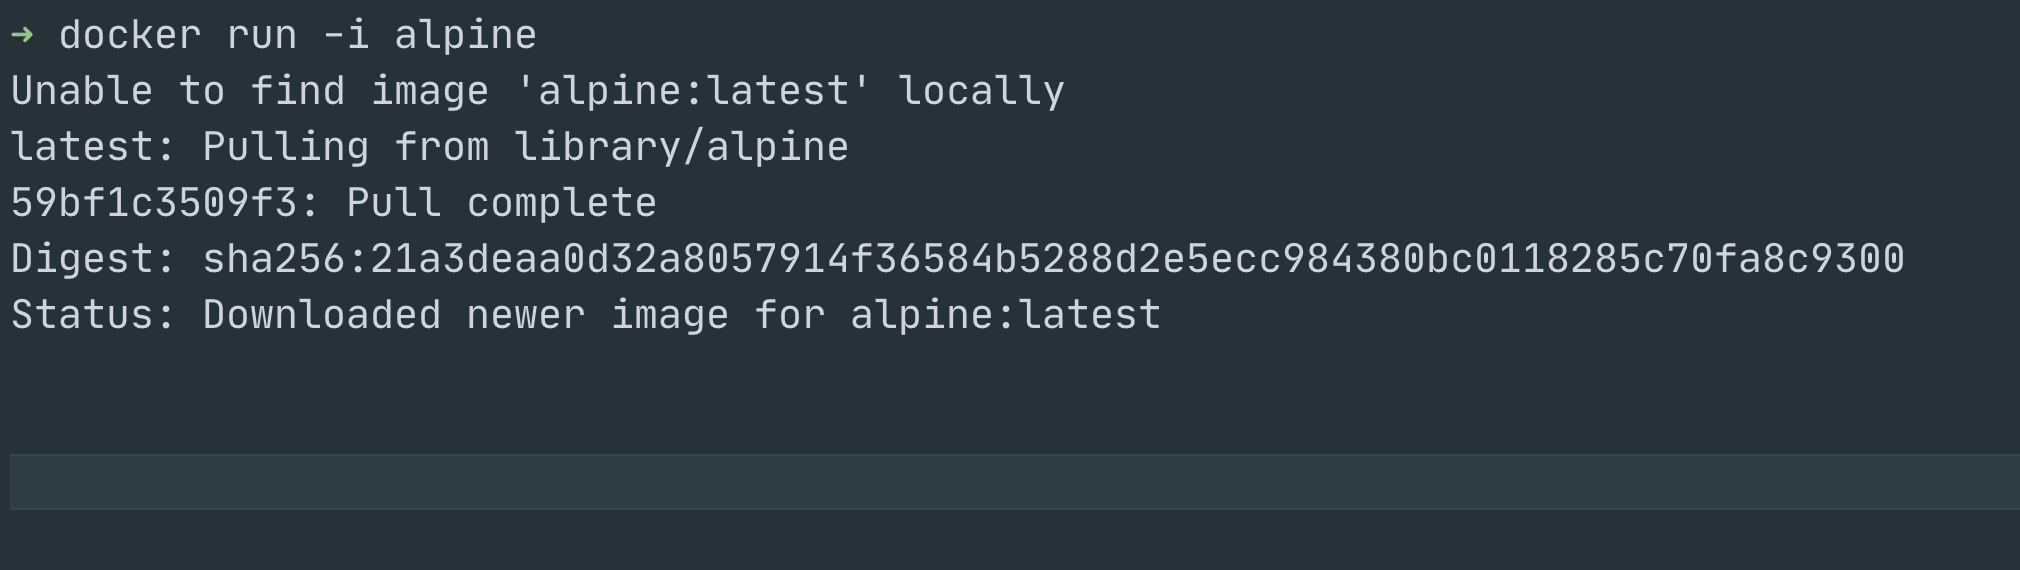 ➜ docker run -i alpine
Unable to find image 'alpine:latest' locally
latest: Pulling from library/alpine
59bf1c3509f3: Pull complete
Digest: sha256:21a3deaa0d32a8057914f36584b5288d2e5ecc984380bc0118285c70fa8c9300
Status: Downloaded newer image for alpine:latest